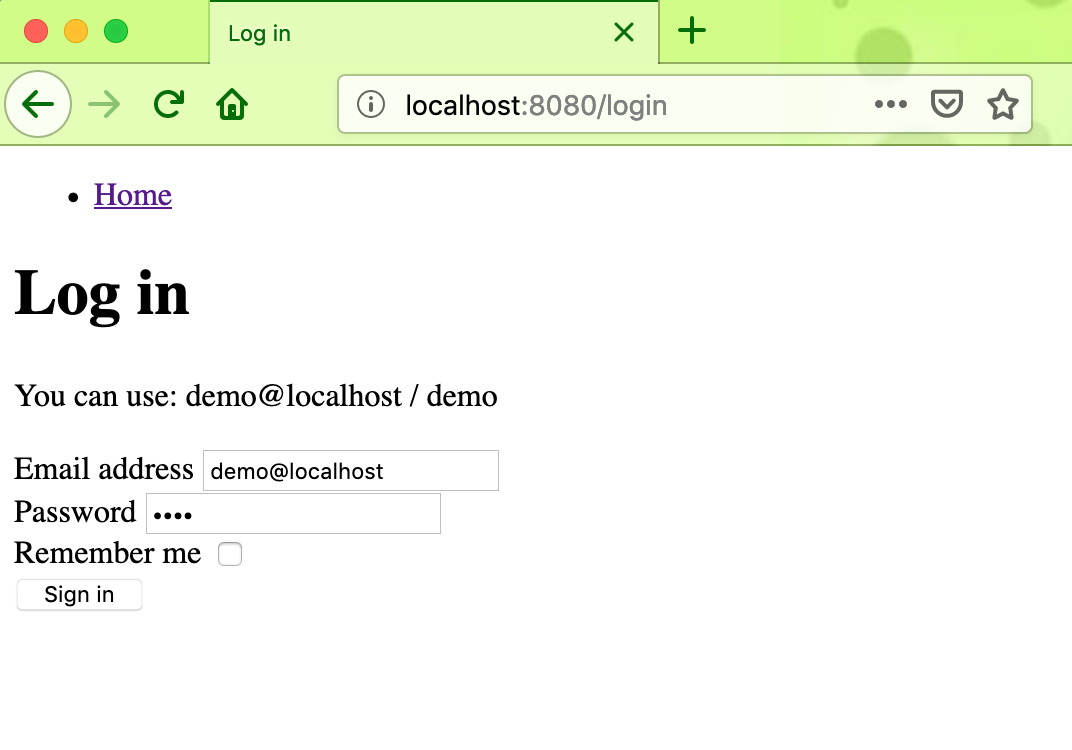 Log in
localhost:8080/login
Home
Log in
You can use: demo@localhost / demo
Email address demo@localhost
Password ••••
Remember me
Sign in